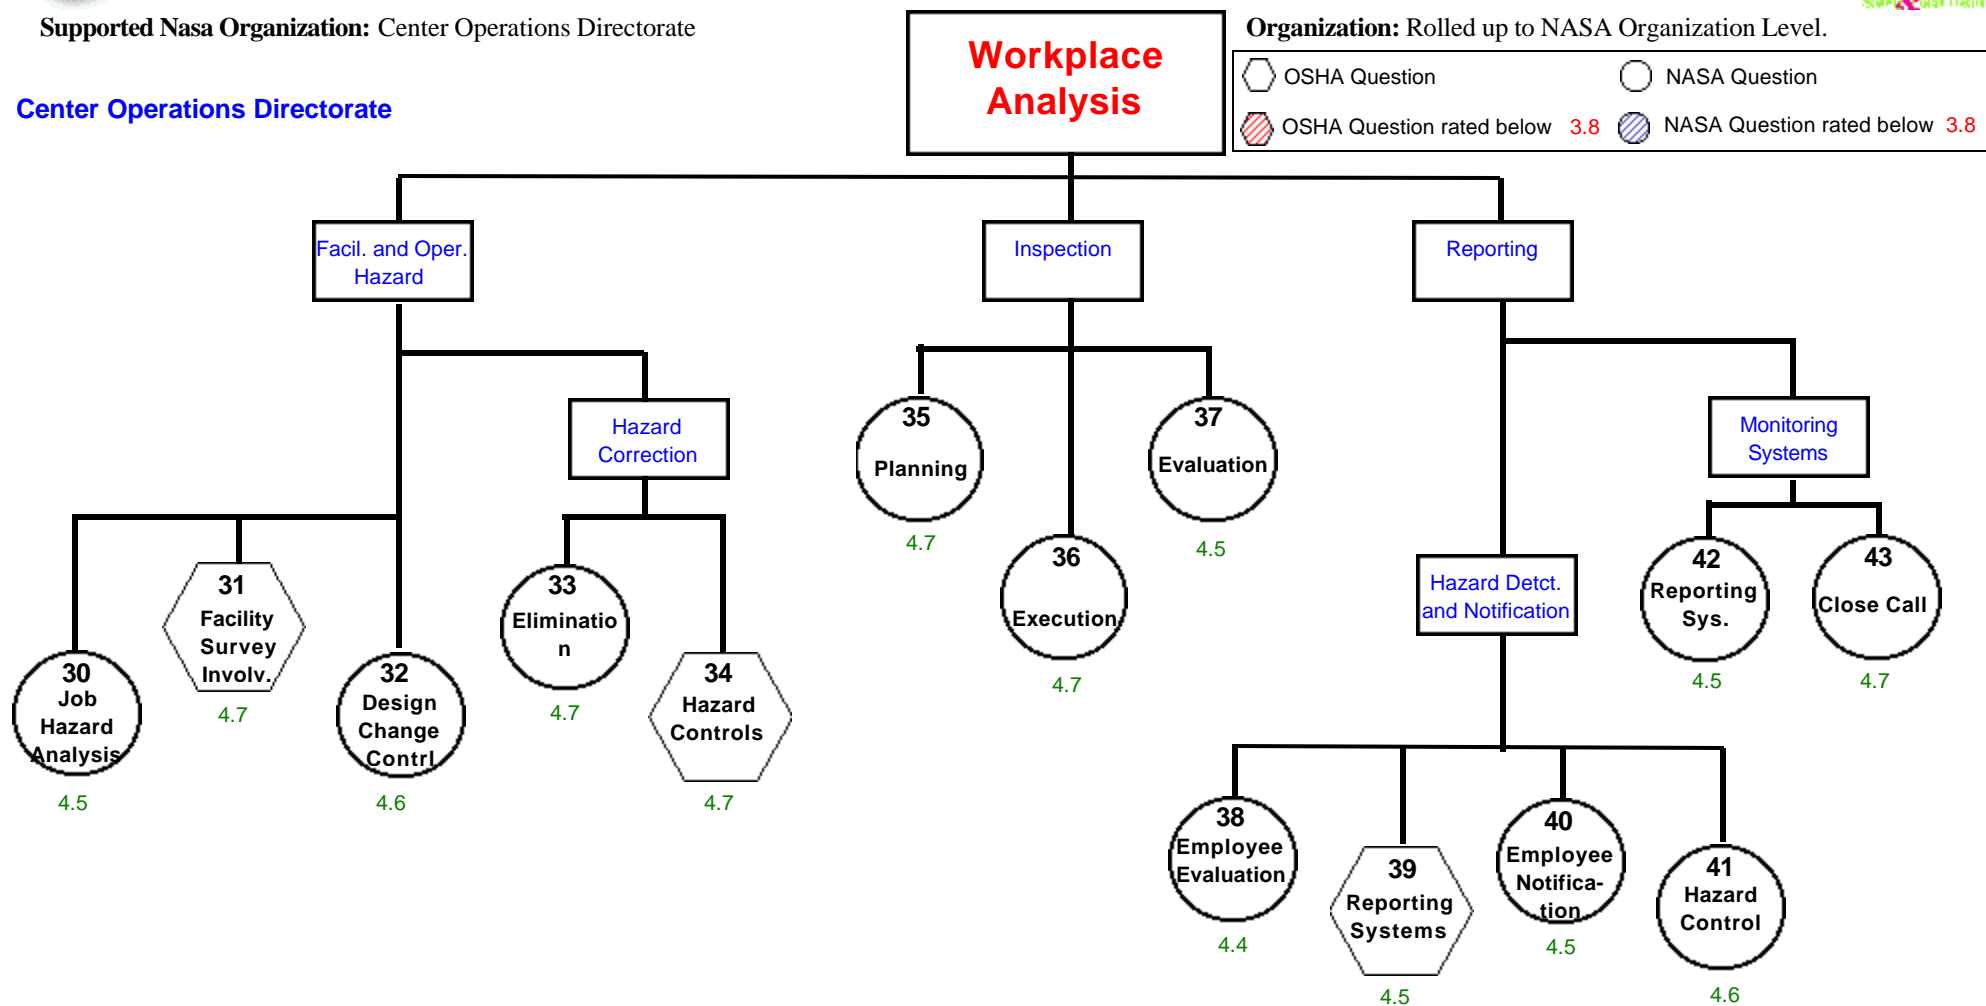 Supported Nasa Organization: Center Operations Directorate
Organization: Rolled up to NASA Organization Level.
Workplace
Analysis
OSHA Question
NASA Question
OSHA Question rated below 3.8
NASA Question rated below 3.8
Center Operations Directorate
Facil. and Oper.
Hazard
Inspection
Reporting
Hazard
Correction
Monitoring
Systems
Hazard Detct.
and Notification
30
Job
Hazard
Analysis
4.5
31
Facility
Survey
Involv.
4.7
32
Design
Change
Contrl
4.6
33
Eliminatio
n
4.7
34
Hazard
Controls
4.7
35
Planning
4.7
36
Execution
4.7
37
Evaluation
4.5
38
Employee
Evaluation
4.4
39
Reporting
Systems
4.5
40
Employee
Notifica-
tion
4.5
41
Hazard
Control
4.6
42
Reporting
Sys.
4.5
43
Close Call
4.7